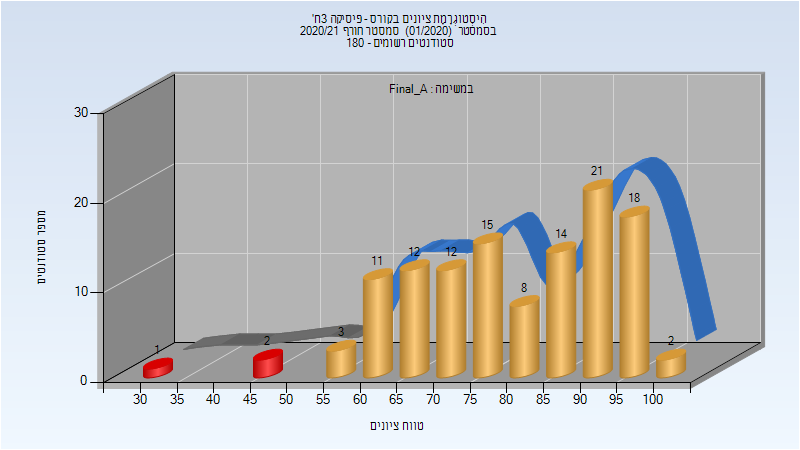 היסטוגרמת ציונים בקורס - פיסיקה 3ח'
בסמסטר (01/2020) סמסטר חורף 2020/21
סטודנטים רשומים - 180
במשימה : Final_A
30
20
10
0
מספר סטודנטים
1
2
3
11
12
12
15
8
14
21
18
2
30 35 40 45 50 55 60 65 70 75 80 85 90 95 100
טווח ציונים